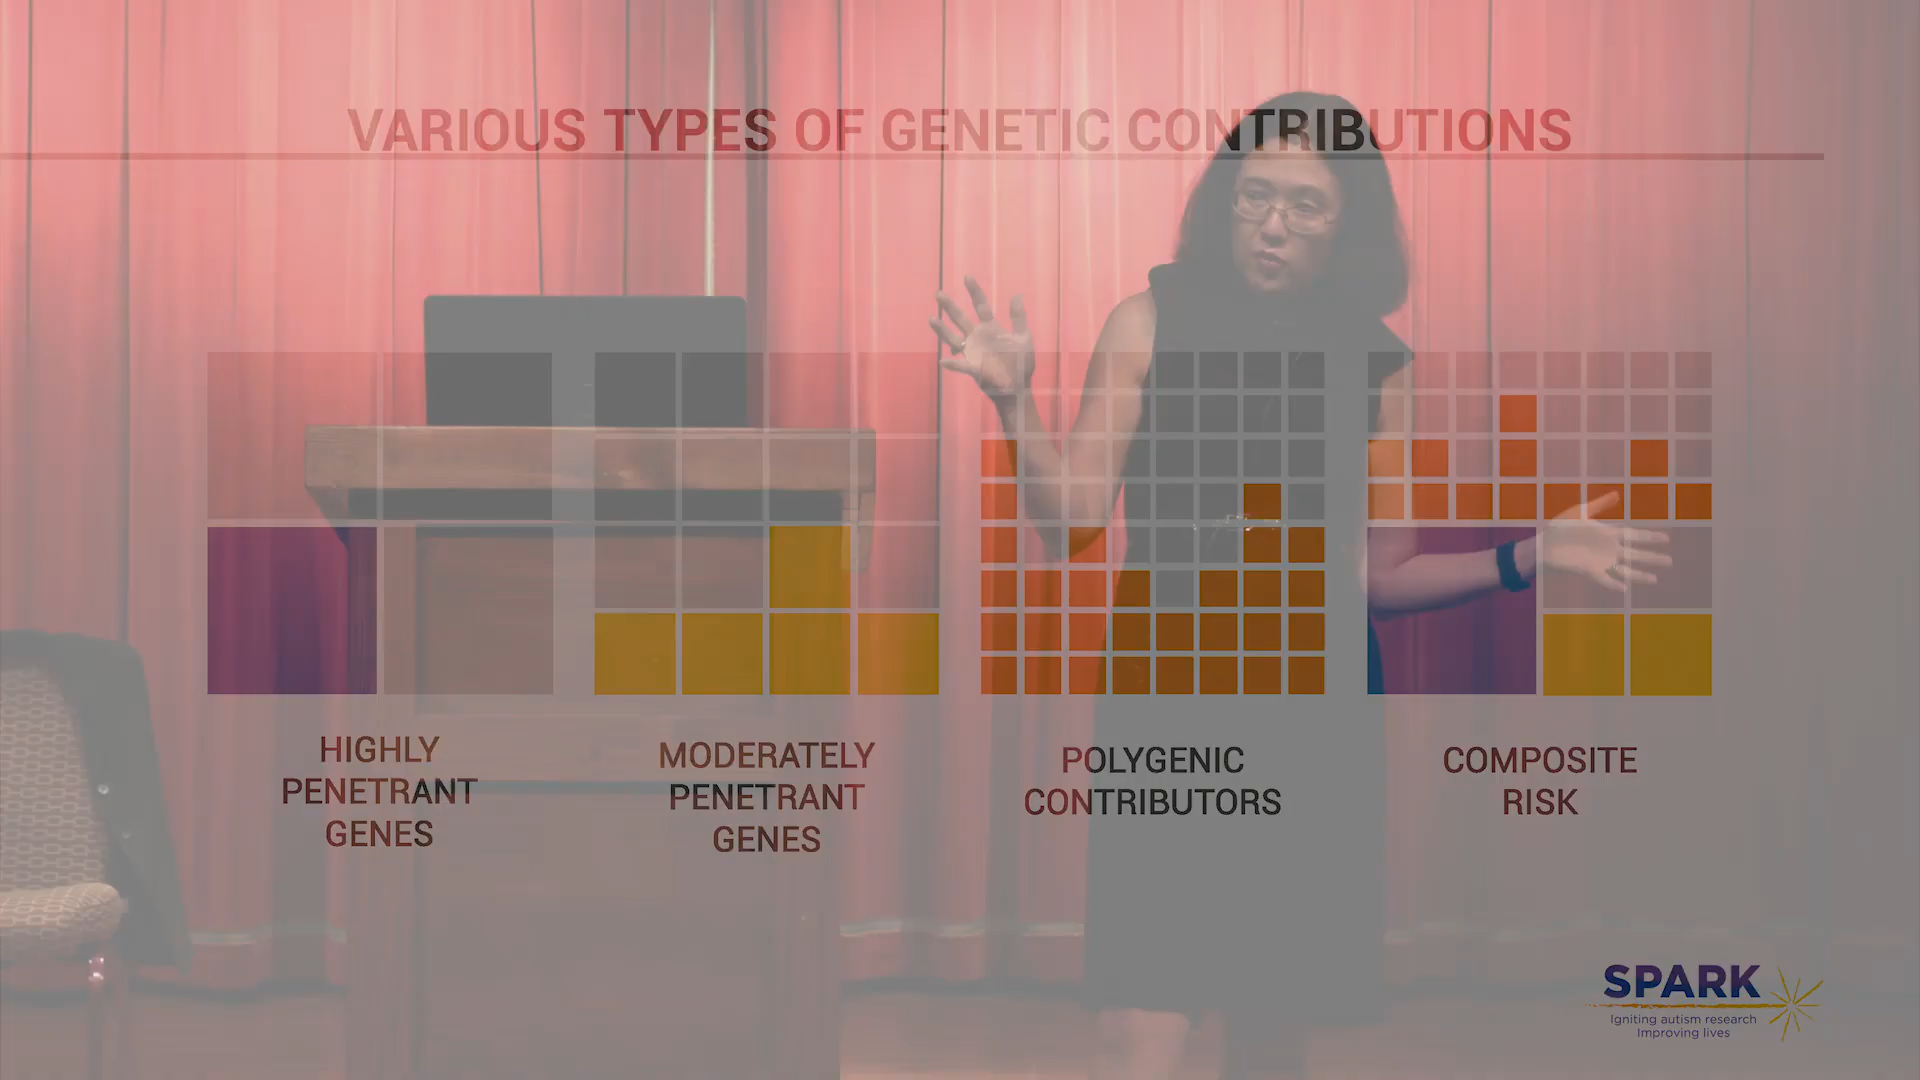 VARIOUS TYPES OF GENETIC CONTRIBUTIONS
HIGHLY
PENETRANT
GENES
MODERATELY
PENETRANT
GENES
POLYGENIC
CONTRIBUTORS
COMPOSITE
RISK
SPARK
Igniting autism research
Improving lives